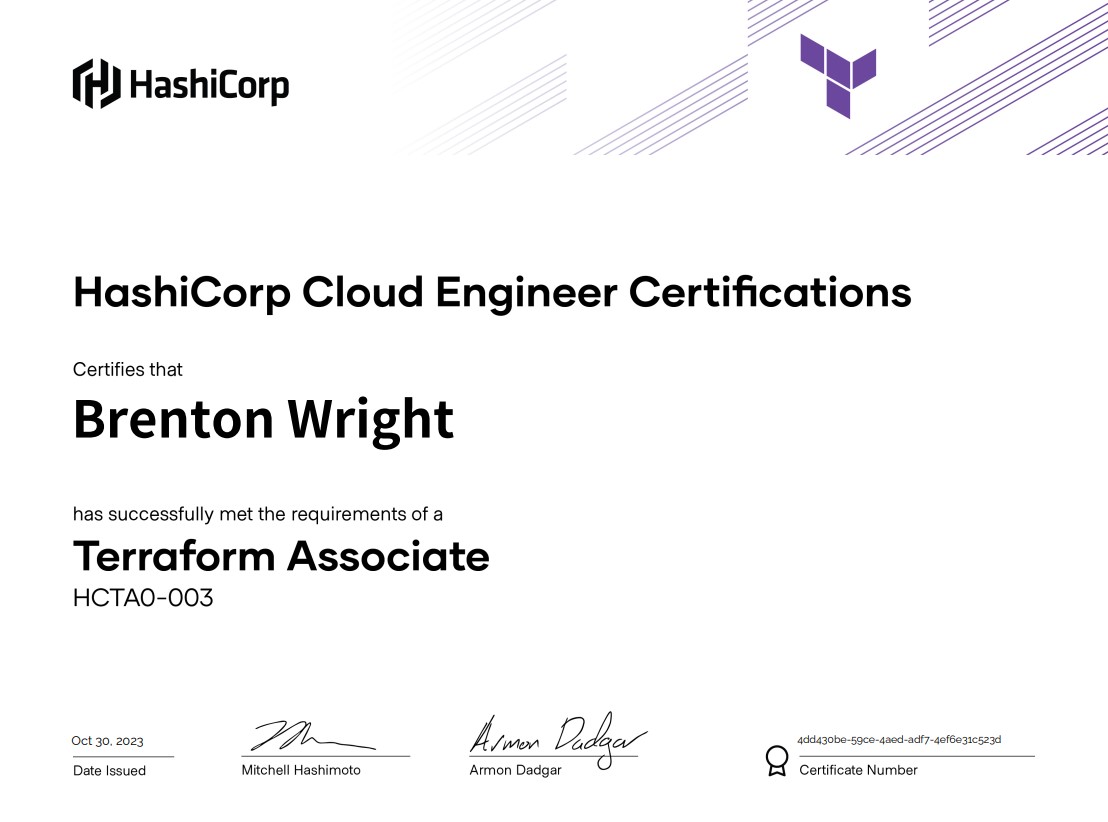 HashiCorp
HashiCorp Cloud Engineer Certifications
Certifies that
Brenton Wright
has successfully met the requirements of a
Terraform Associate
HCTA0-003
Oct 30, 2023
Date Issued
Mitchell Hashimoto
Armon Dadgar
Armon Dadgar
4dd430be-59ce-4aed-adf7-4ef6e31c523d
Certificate Number